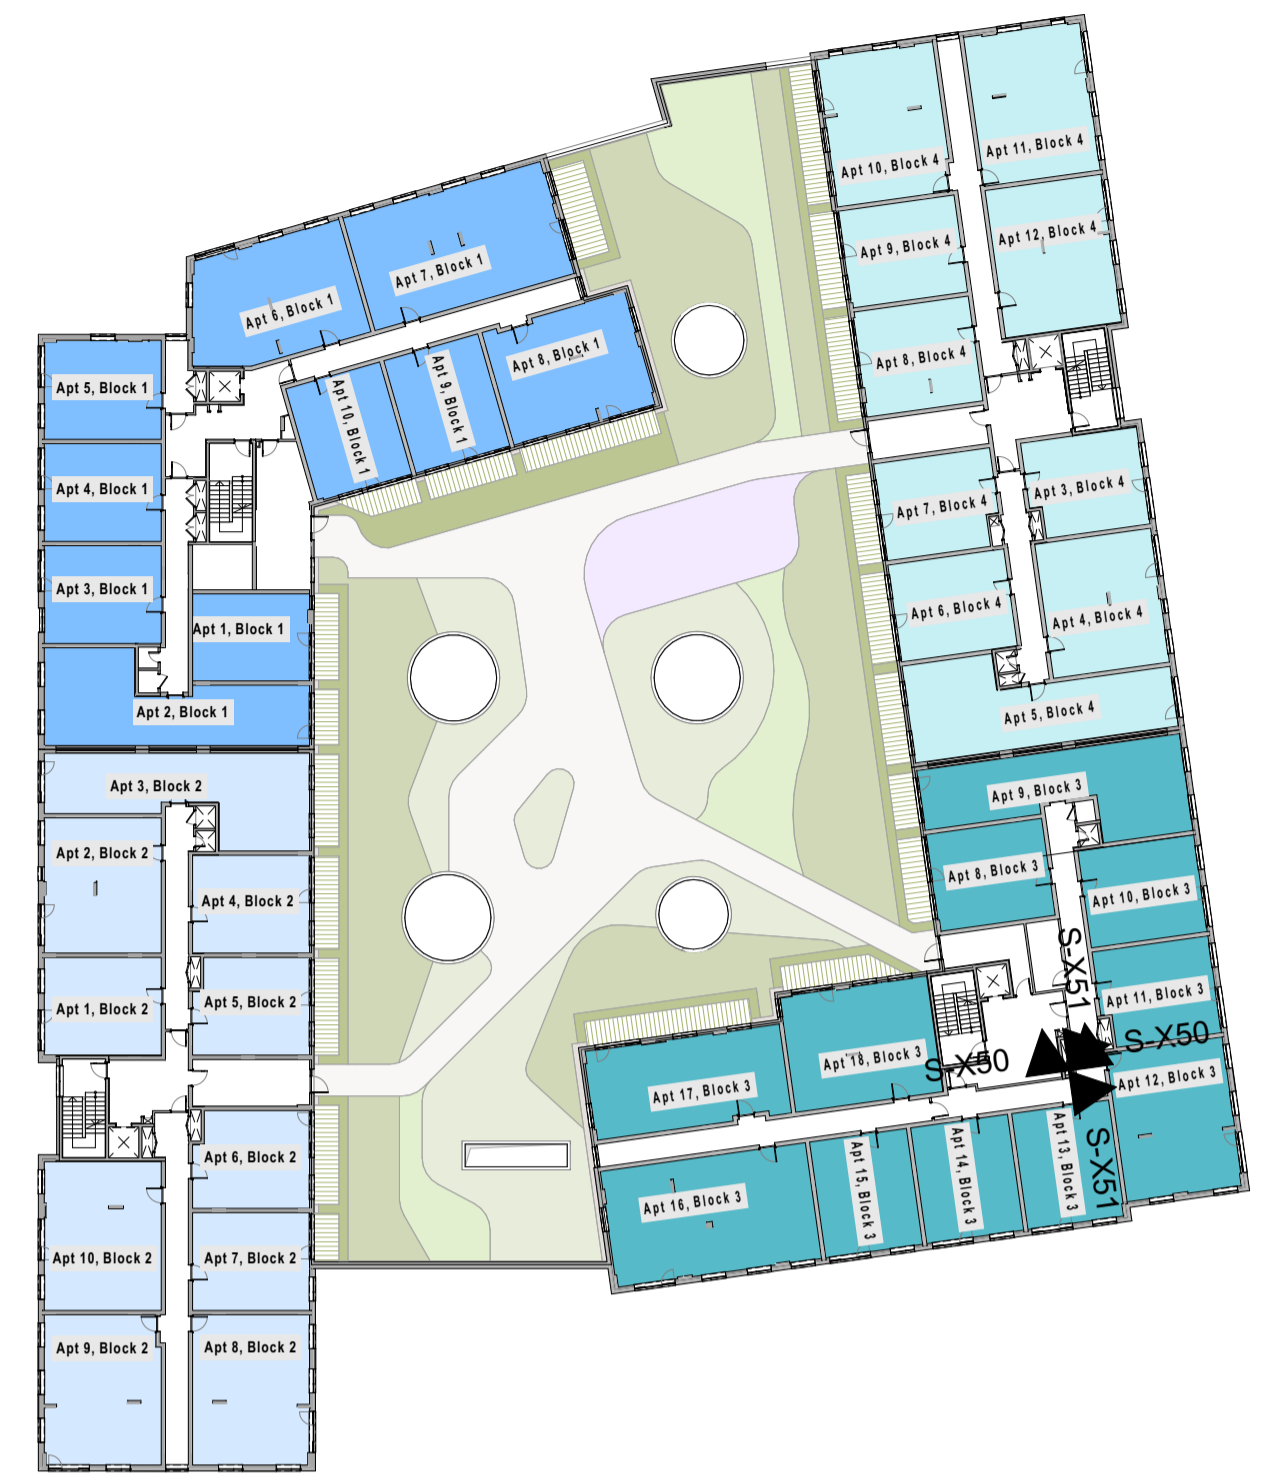 Apt 11, Block 4
Apt 10, Block 4
Apt 12, Block 4
Apt 9, Block 4
Apt 7, Block 1
Apt 6, Block 1
Apt 8, Block 1
Apt 8, Block 4
Apt 5, Block 1
Apt 9, Block 1
Apt 10, Block 1
Apt 4, Block 1
Apt 3, Block 4
Apt 7, Block 4
Apt 3, Block 1
Apt 6, Block 4
Apt 4, Block 4
Apt 1, Block 1
Apt 2, Block 1
Apt 5, Block 4
Apt 3, Block 2
Apt 9, Block 3
Apt 2, Block 2
Apt 8, Block 3
Apt 4, Block 2
Apt 10, Block 3
S-X51
Apt 5, Block 2
Apt 11, Block 3
Apt 1, Block 2
S-X50
S-X50
Apt 18, Block 3
Apt 12, Block 3
Apt 17, Block 3
Apt 6, Block 2
Apt 13, Block 3
Apt 14, Block 3
Apt 15, Block 3
S-X51
Apt 16, Block 3
Apt 10, Block 2
Apt 7, Block 2
Apt 9, Block 2
Apt 8, Block 2